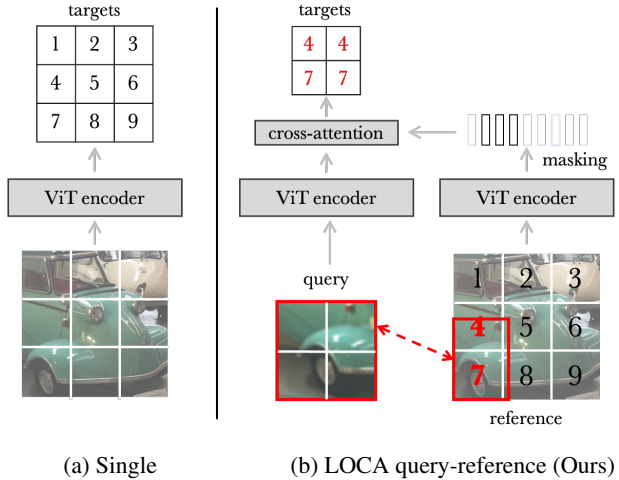 targets
1 2 3
4 5 6
7 8 9
ViT encoder
(a) Single
targets
4 4
7 7
cross-attention
masking
ViT encoder
ViT encoder
query
1 2 3
4 5 6
7 8 9
reference
(b) LOCA query-reference (Ours)